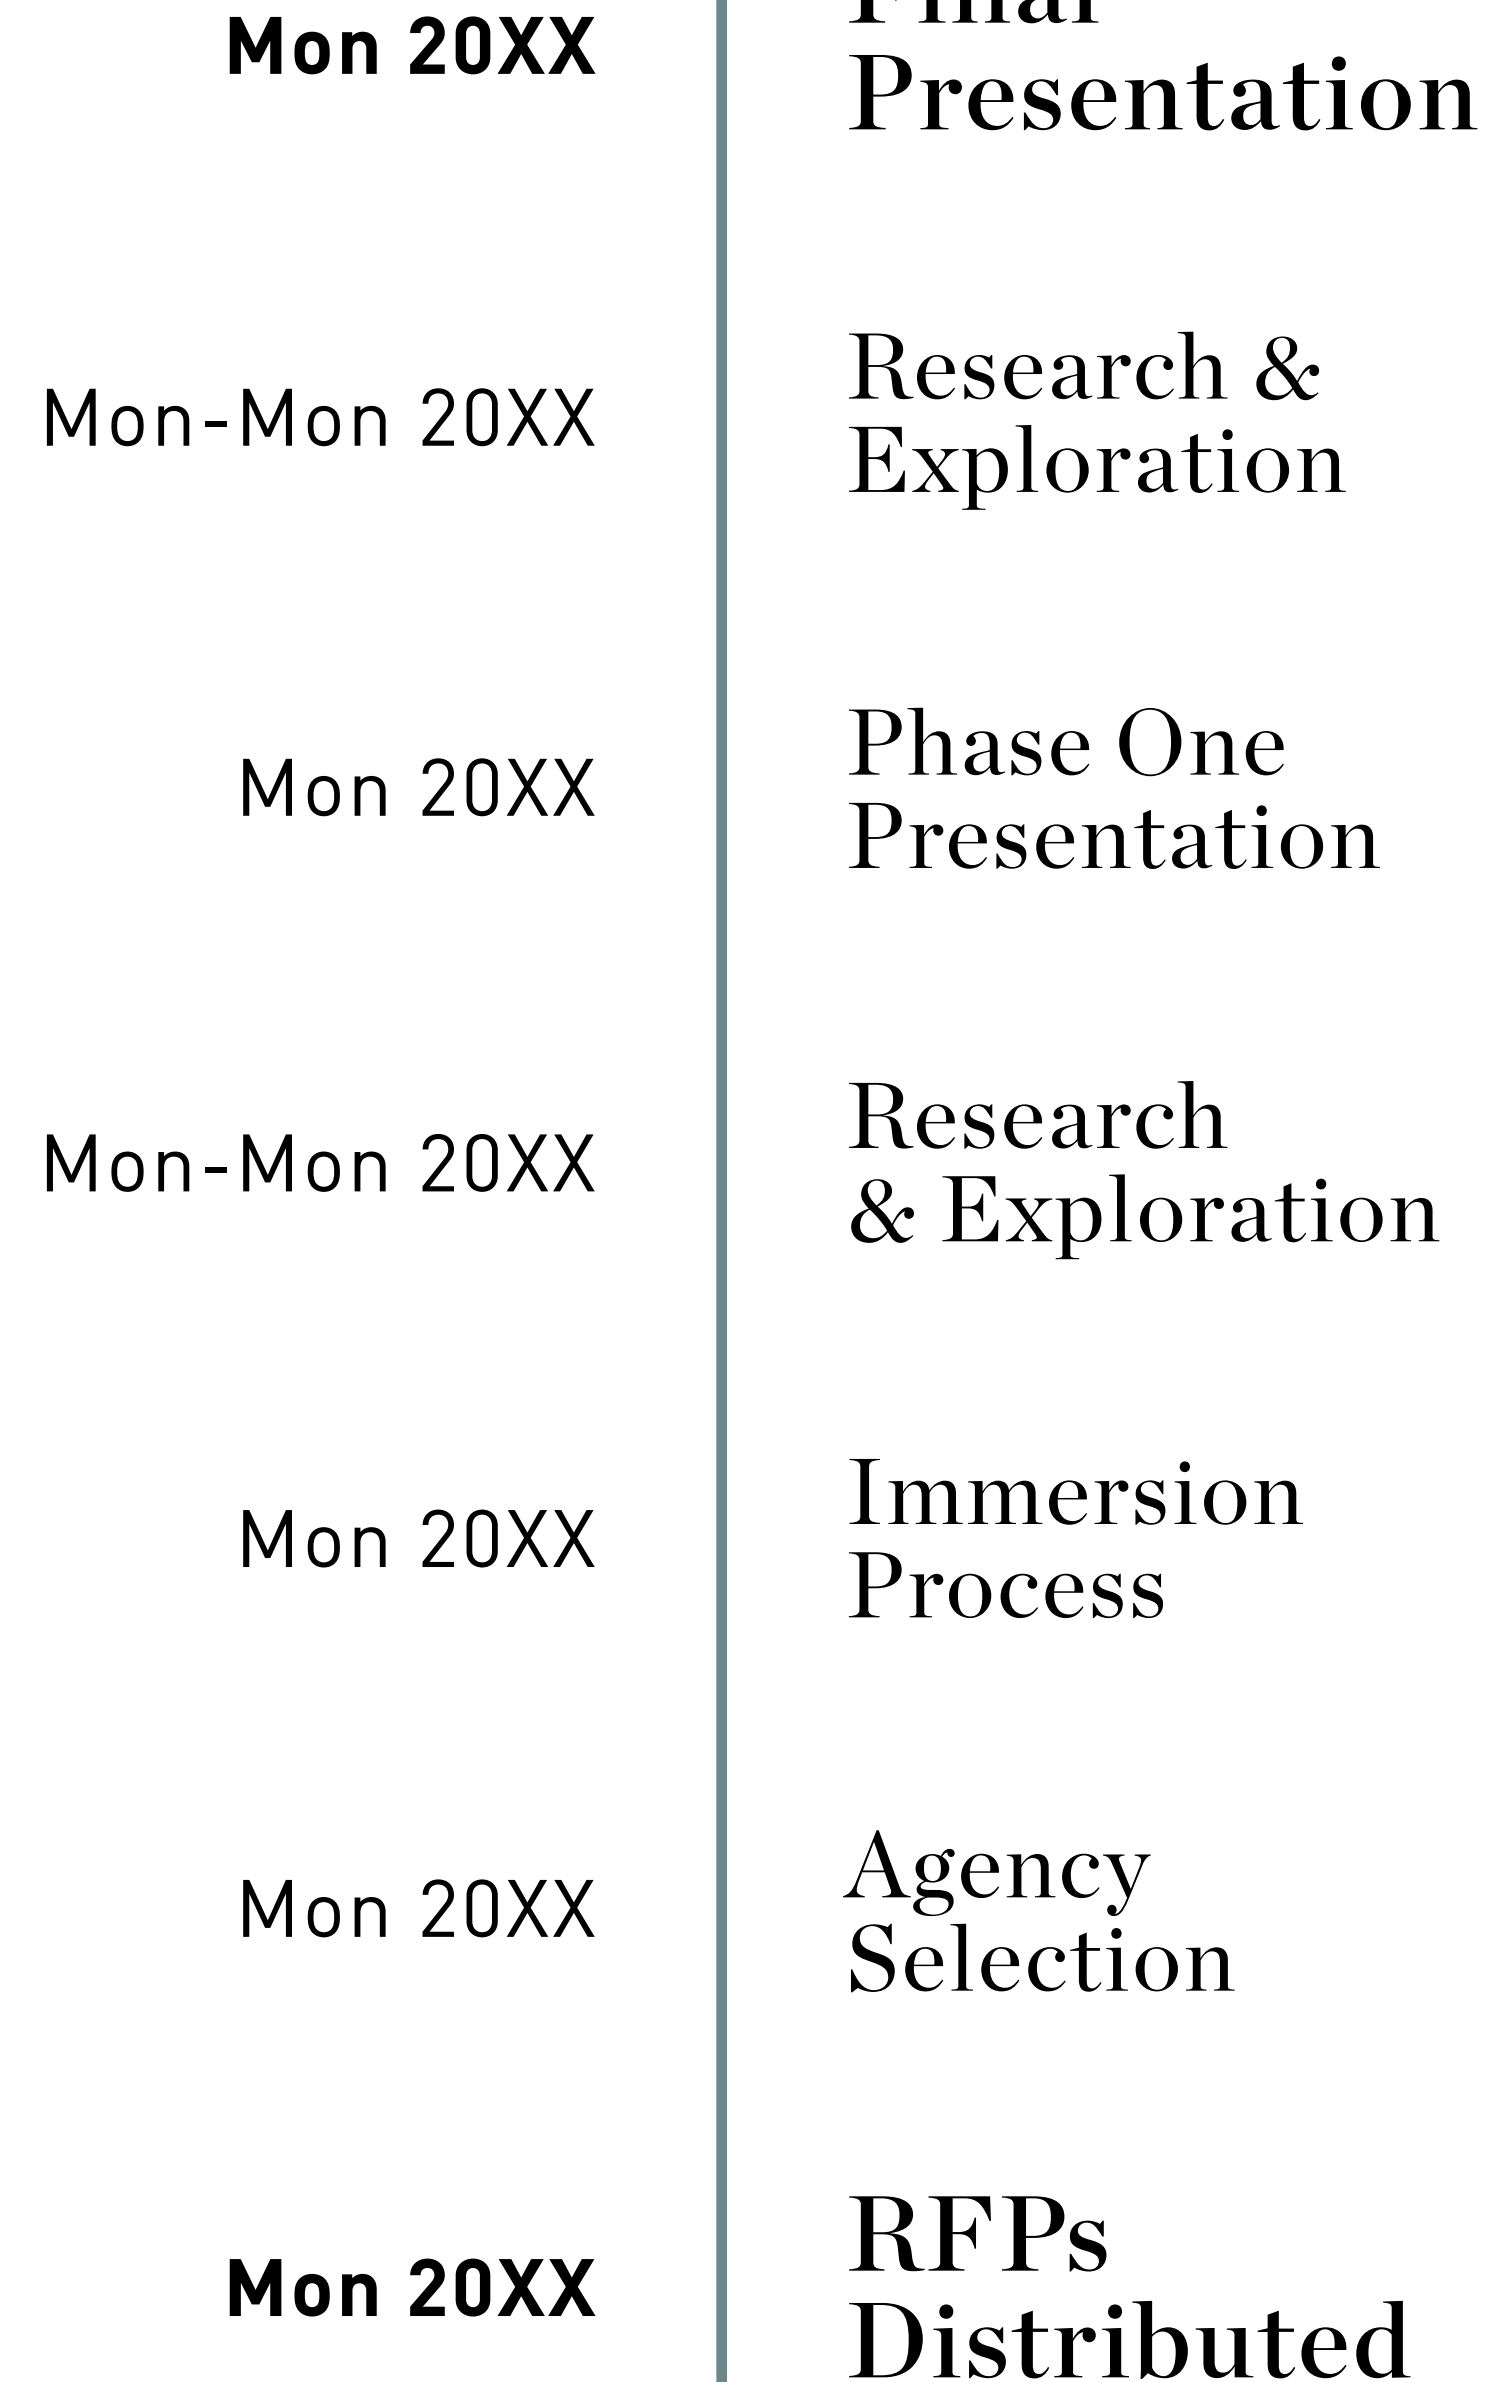 Final
Mon 20XX
Presentation
Research &
Mon-Mon 20XX
Exploration
Phase One
Mon 20XX
Presentation
Research
Mon-Mon 20XX
& Exploration
Immersion
Mon 20XX
Process
Agency
Mon 20XX
Selection
RFPs
Mon 20XX
Distributed